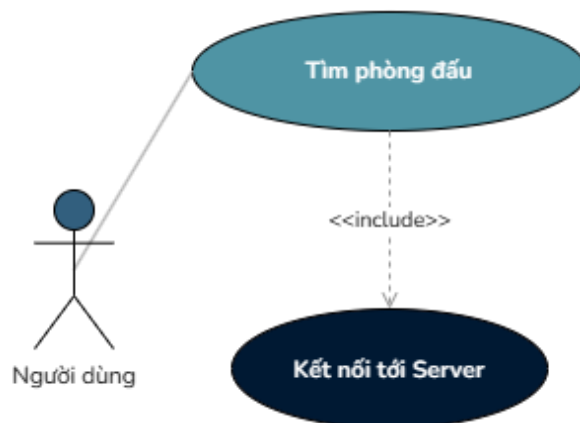 Tìm phòng đấu
<<include>>
Kết nối tới Server
Người dùng